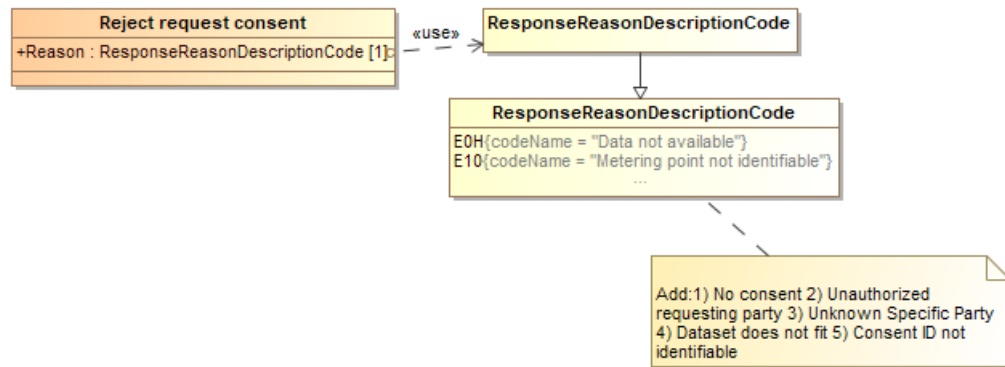 Reject request consent
+Reason : ResponseReasonDescriptionCode [1]
«use»
ResponseReasonDescriptionCode
ResponseReasonDescriptionCode
E0H{codeName = "Data not available"}
E10{codeName = "Metering point not identifiable"}
...
Add:1) No consent 2) Unauthorized
requesting party 3) Unknown Specific Party
4) Dataset does not fit 5) Consent ID not
identifiable